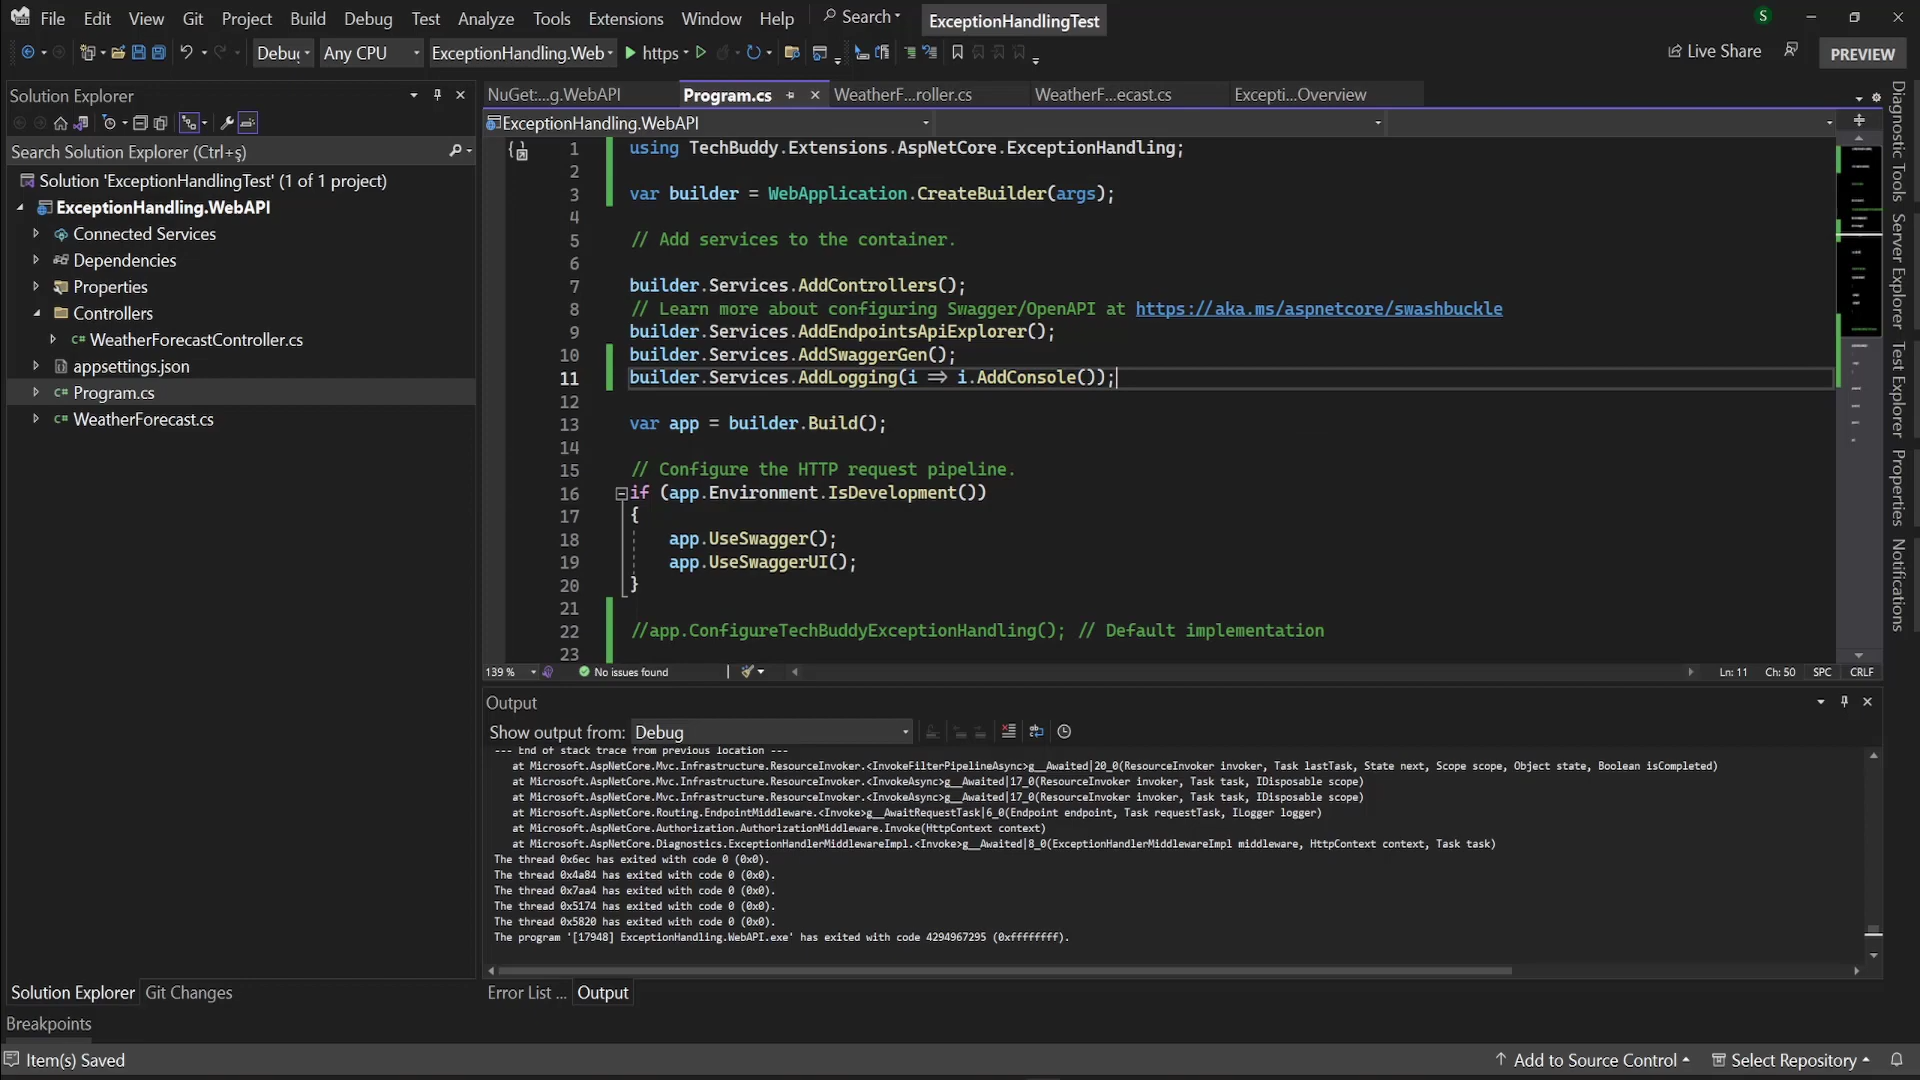 File Edit View Git Project Build Debug Test Analyze Tools Extensions Window Help Search ExceptionHandlingTest S
Debug Any CPU ExceptionHandling.Web https Live Share PREVIEW
Solution Explorer
Search Solution Explorer (Ctrl+ş)
Solution 'ExceptionHandlingTest' (1 of 1 project)
ExceptionHandling.WebAPI
Connected Services
Dependencies
Properties
Controllers
WeatherForecastController.cs
appsettings.json
Program.cs
WeatherForecast.cs
NuGet:...g.WebAPI Program.cs WeatherF...roller.cs WeatherF...ecast.cs Excepti...Overview
ExceptionHandling.WebAPI
1 using TechBuddy.Extensions.AspNetCore.ExceptionHandling;
2
3 var builder = WebApplication.CreateBuilder(args);
4
5 // Add services to the container.
6
7 builder.Services.AddControllers();
8 // Learn more about configuring Swagger/OpenAPI at https://aka.ms/aspnetcore/swashbuckle
9 builder.Services.AddEndpointsApiExplorer();
10 builder.Services.AddSwaggerGen();
11 builder.Services.AddLogging(i => i.AddConsole());
12
13 var app = builder.Build();
14
15 // Configure the HTTP request pipeline.
16 if (app.Environment.IsDevelopment())
17 {
18 app.UseSwagger();
19 app.UseSwaggerUI();
20 }
21
22 //app.ConfigureTechBuddyExceptionHandling(); // Default implementation
23
139 % No issues found Ln: 11 Ch: 50 SPC CRLF
Output
Show output from: Debug
--- End of stack trace from previous location ---
at Microsoft.AspNetCore.Mvc.Infrastructure.ResourceInvoker.<InvokeFilterPipelineAsync>g__Awaited|20_0(ResourceInvoker invoker, Task lastTask, State next, Scope scope, Object state, Boolean isCompleted)
at Microsoft.AspNetCore.Mvc.Infrastructure.ResourceInvoker.<InvokeAsync>g__Awaited|17_0(ResourceInvoker invoker, Task task, IDisposable scope)
at Microsoft.AspNetCore.Mvc.Infrastructure.ResourceInvoker.<InvokeAsync>g__Awaited|17_0(ResourceInvoker invoker, Task task, IDisposable scope)
at Microsoft.AspNetCore.Routing.EndpointMiddleware.<Invoke>g__AwaitRequestTask|6_0(Endpoint endpoint, Task requestTask, ILogger logger)
at Microsoft.AspNetCore.Authorization.AuthorizationMiddleware.Invoke(HttpContext context)
at Microsoft.AspNetCore.Diagnostics.ExceptionHandlerMiddlewareImpl.<Invoke>g__Awaited|8_0(ExceptionHandlerMiddlewareImpl middleware, HttpContext context, Task task)
The thread 0x6ec has exited with code 0 (0x0).
The thread 0x4a84 has exited with code 0 (0x0).
The thread 0x7aa4 has exited with code 0 (0x0).
The thread 0x5174 has exited with code 0 (0x0).
The thread 0x5820 has exited with code 0 (0x0).
The program '[17948] ExceptionHandling.WebAPI.exe' has exited with code 4294967295 (0xffffffff).
Solution Explorer Git Changes
Error List ... Output
Breakpoints
Item(s) Saved
Add to Source Control Select Repository
Diagnostic Tools
Server Explorer
Test Explorer
Properties
Notifications